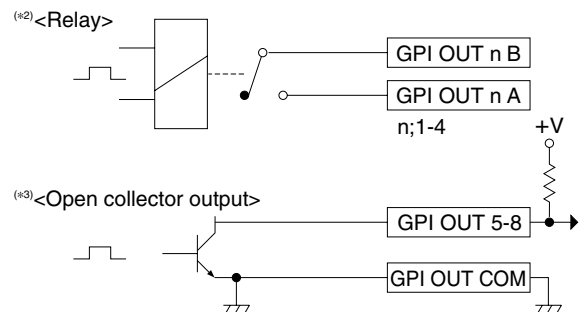 (*2)<Relay>
GPI OUT n B
GPI OUT n A
n;1-4
+V
(*3)<Open collector output>
GPI OUT 5-8
GPI OUT COM